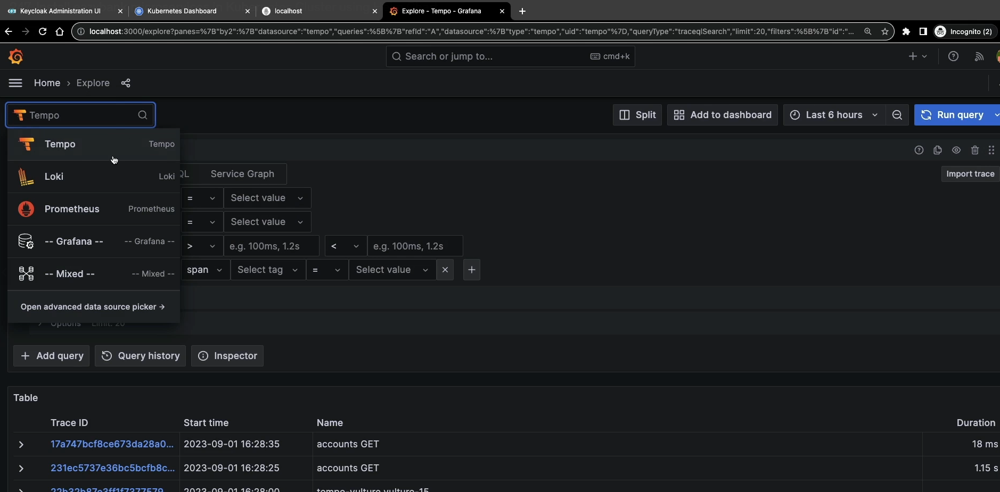 Keycloak Administration UI
Kubernetes Dashboard
localhost
Explore - Tempo - Grafana
localhost:3000/explore?panes=%7B"by2":%7B"datasource":"tempo","queries":%5B%7B"refId":"A","datasource":%7B"type":"tempo","uid":"tempo"%7D,"queryType":"traceqlSearch","limit":20,"filters":%5B%7B"id":"...
Incognito (2)
Search or jump to...
cmd+k
Home › Explore
Tempo
Split
Add to dashboard
Last 6 hours
Run query
Tempo Tempo
Loki Loki
Prometheus Prometheus
-- Grafana -- -- Grafana --
-- Mixed -- -- Mixed --
Open advanced data source picker →
QL Service Graph
Import trace
= Select value
= Select value
> e.g. 100ms, 1.2s < e.g. 100ms, 1.2s
span Select tag = Select value
Options Limit: 20
+ Add query
Query history
Inspector
Table
Trace ID Start time Name Duration
17a747bcf8ce673da28a0... 2023-09-01 16:28:35 accounts GET 18 ms
231ec5737e36bc5bcfb8c... 2023-09-01 16:28:25 accounts GET 1.15 s
2023-09-01 16:28:00 tempo-vulture vulture-15